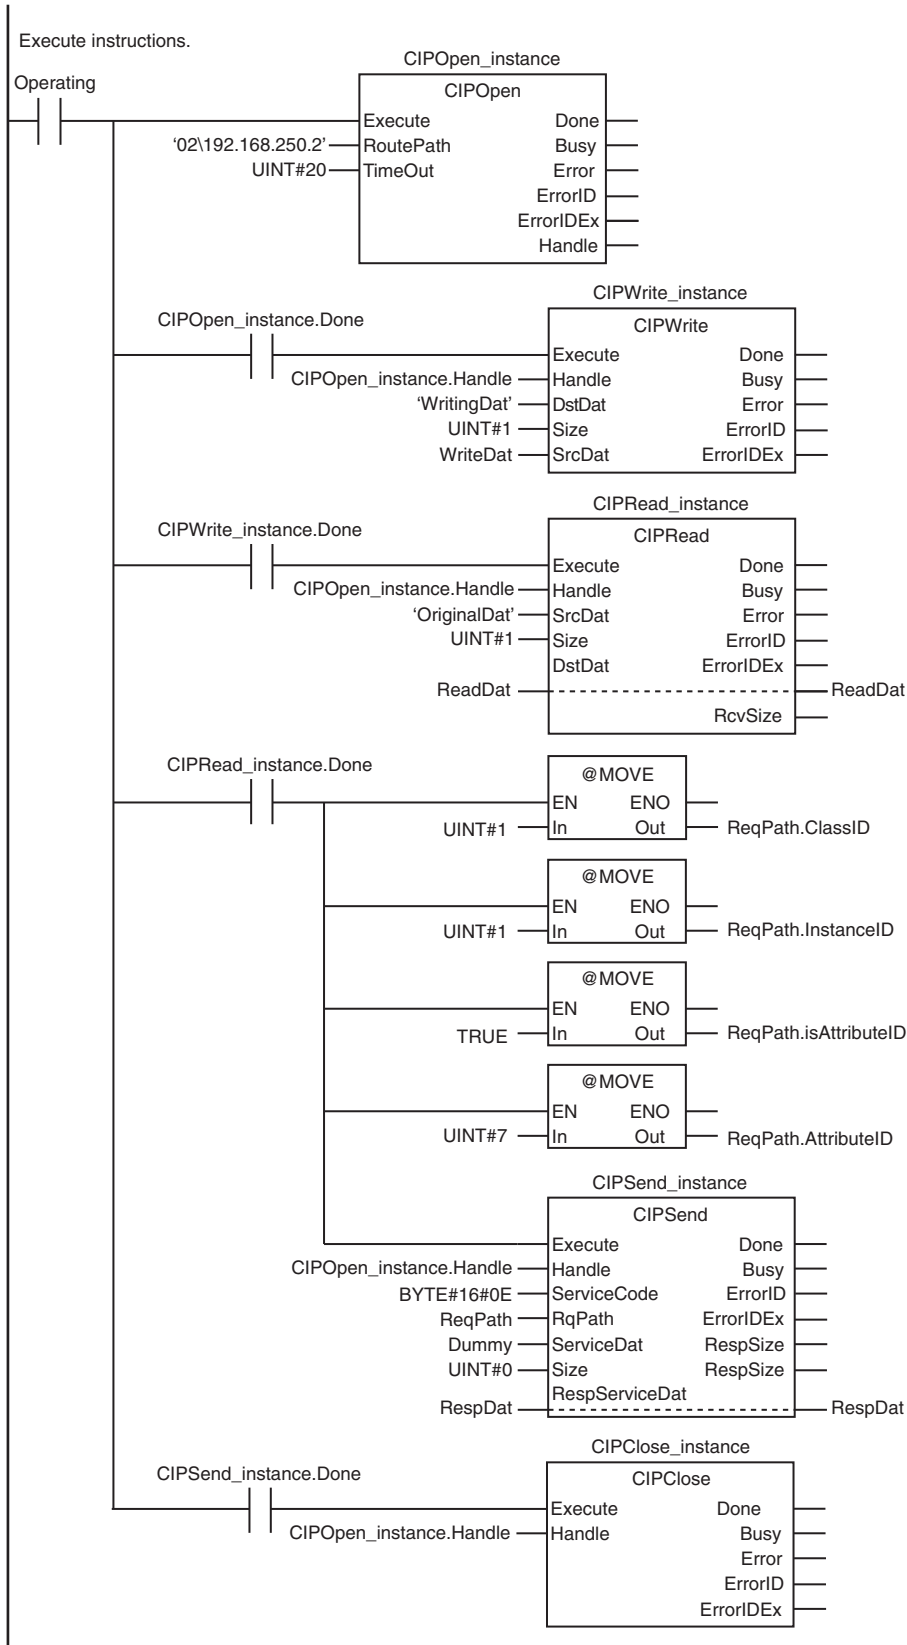 Execute instructions.
CIPOpen_instance
Operating
CIPOpen
Execute Done
'02\192.168.250.2' RoutePath Busy
UINT#20 TimeOut Error
ErrorID
ErrorIDEx
Handle
CIPWrite_instance
CIPOpen_instance.Done
CIPWrite
Execute Done
CIPOpen_instance.Handle Handle Busy
'WritingDat' DstDat Error
UINT#1 Size ErrorID
WriteDat SrcDat ErrorIDEx
CIPRead_instance
CIPWrite_instance.Done
CIPRead
Execute Done
CIPOpen_instance.Handle Handle Busy
'OriginalDat' SrcDat Error
UINT#1 Size ErrorID
DstDat ErrorIDEx
ReadDat ReadDat
RcvSize
CIPRead_instance.Done
@MOVE
EN ENO
UINT#1 In Out ReqPath.ClassID
@MOVE
EN ENO
UINT#1 In Out ReqPath.InstanceID
@MOVE
EN ENO
TRUE In Out ReqPath.isAttributeID
@MOVE
EN ENO
UINT#7 In Out ReqPath.AttributeID
CIPSend_instance
CIPSend
Execute Done
CIPOpen_instance.Handle Handle Busy
BYTE#16#0E ServiceCode ErrorID
ReqPath RqPath ErrorIDEx
Dummy ServiceDat RespSize
UINT#0 Size RespSize
RespServiceDat
RespDat RespDat
CIPClose_instance
CIPSend_instance.Done
CIPClose
Execute Done
CIPOpen_instance.Handle Handle Busy
Error
ErrorID
ErrorIDEx